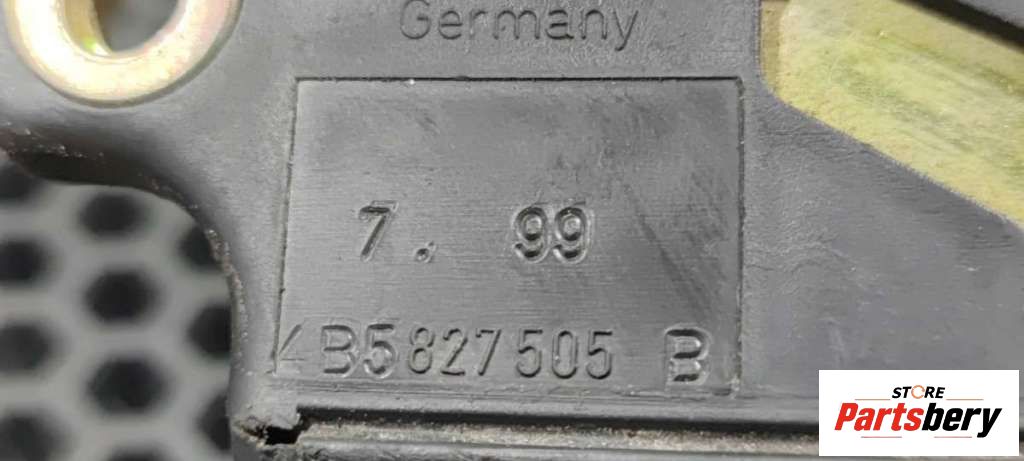 Germany
7. 99
4B5827505 B
STORE
Partsbery